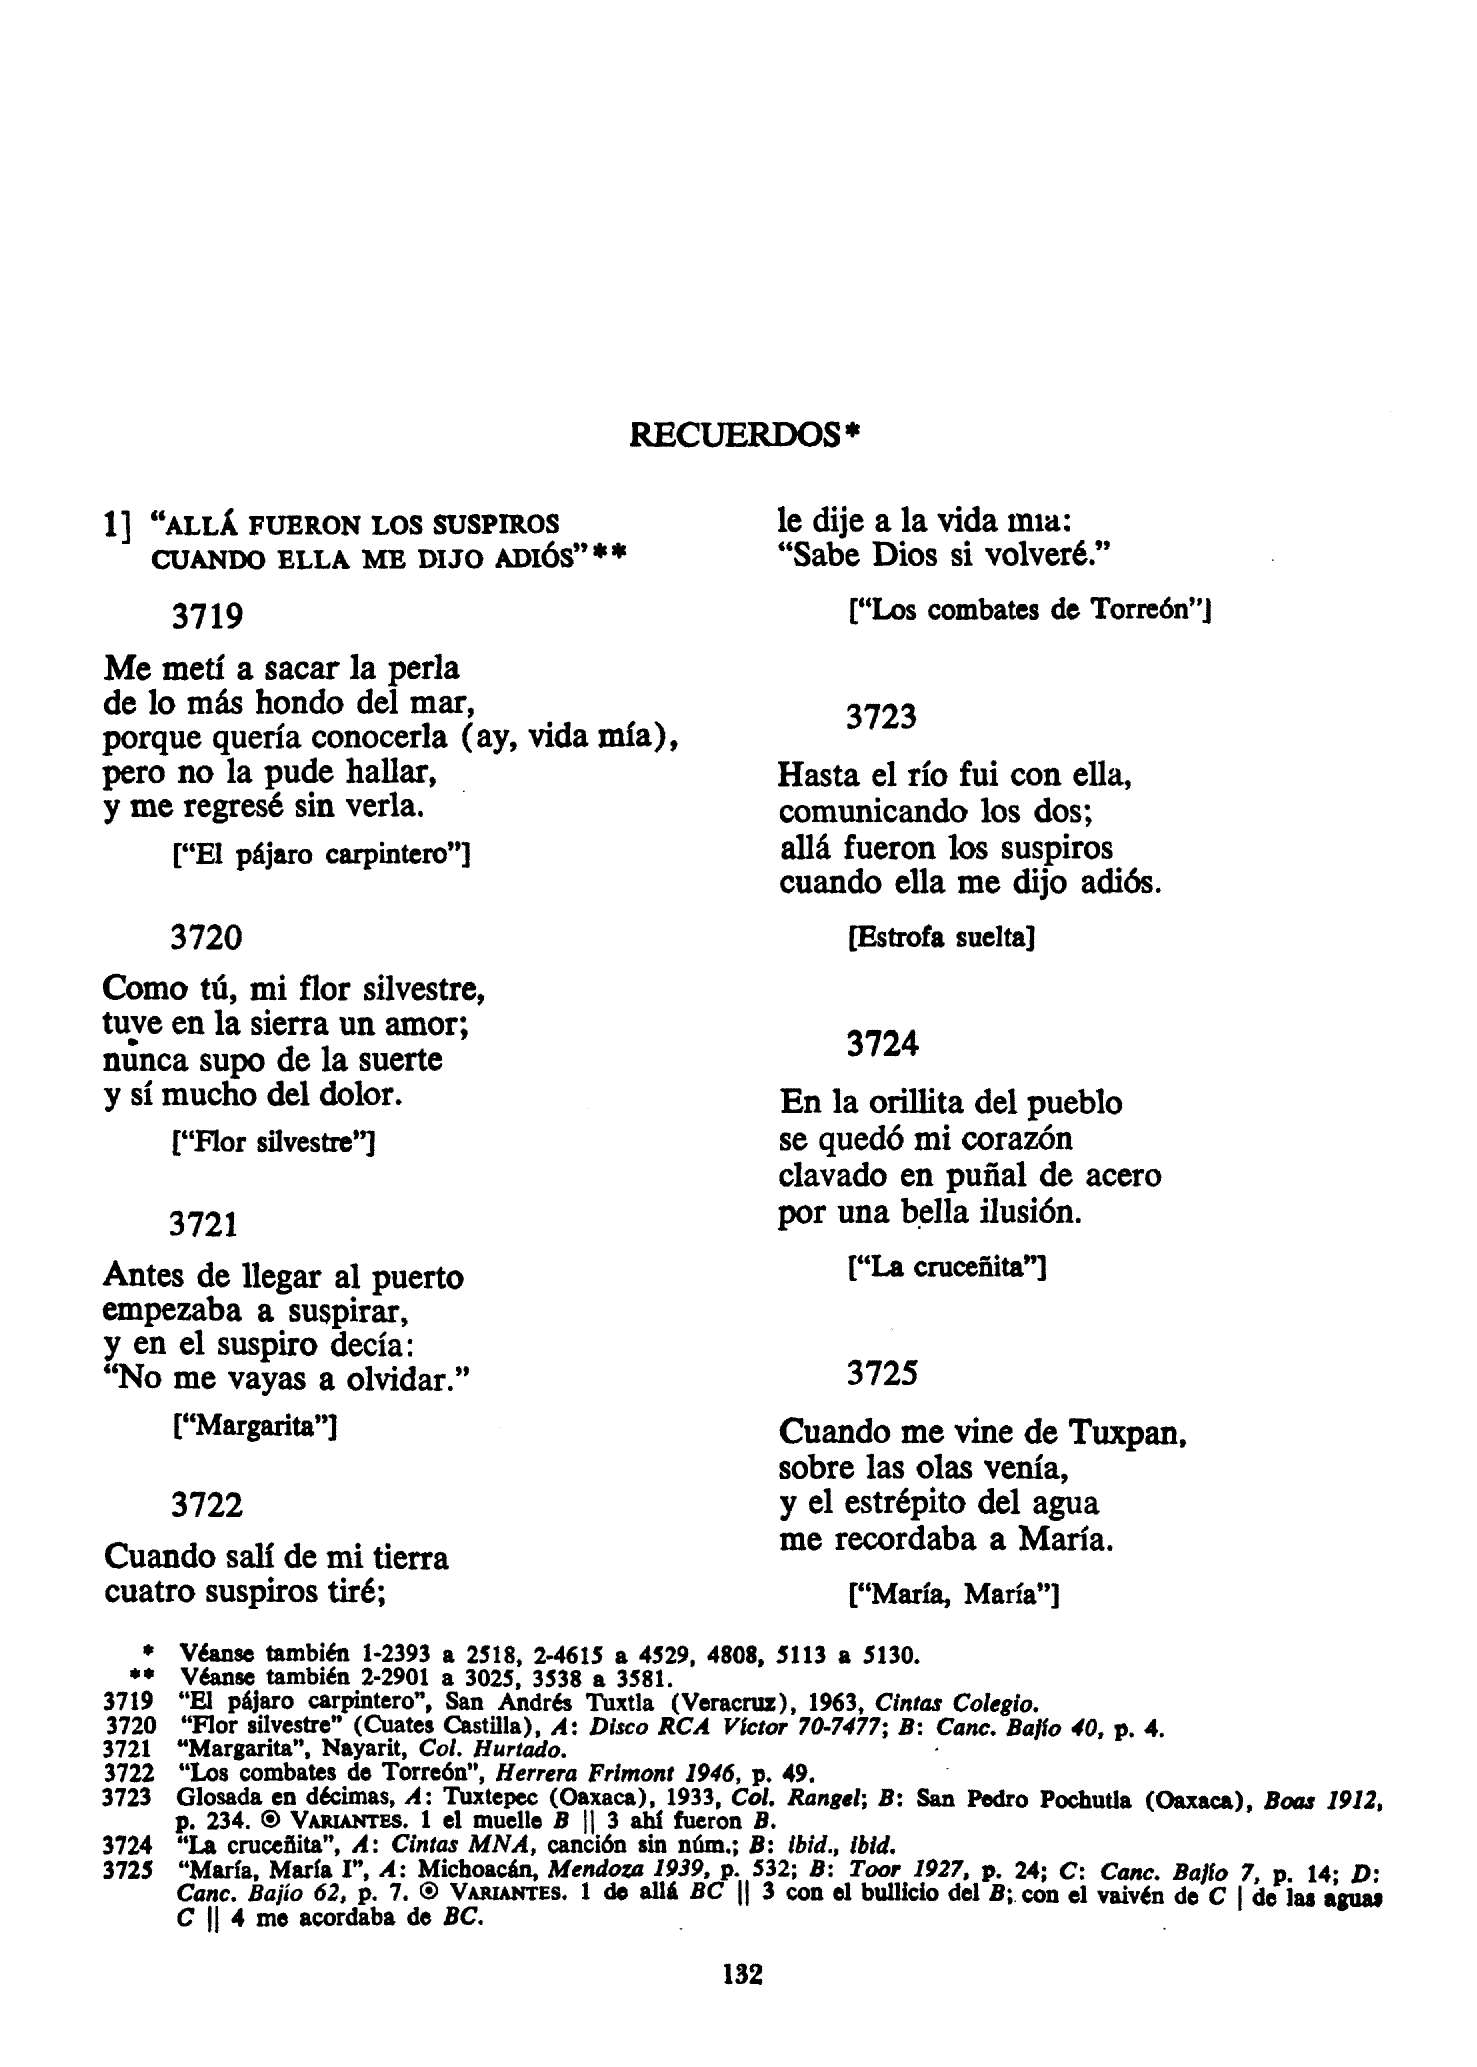 RECUERDOS*
1] “ALLÁ FUERON LOS SUSPIROS
CUANDO ELLA ME DIJO ADIÓS”**
3719
Me metí a sacar la perla
de lo más hondo del mar,
porque quería conocerla (ay, vida mía),
pero no la pude hallar,
y me regresé sin verla.
[“El pájaro carpintero”]
3720
Como tú, mi flor silvestre,
tuve en la sierra un amor;
nunca supo de la suerte
y sí mucho del dolor.
[“Flor silvestre”]
3721
Antes de llegar al puerto
empezaba a suspirar,
y en el suspiro decía:
“No me vayas a olvidar.”
[“Margarita”]
3722
Cuando salí de mi tierra
cuatro suspiros tiré;
le dije a la vida mía:
“Sabe Dios si volveré.”
[“Los combates de Torreón”]
3723
Hasta el río fui con ella,
comunicando los dos;
allá fueron los suspiros
cuando ella me dijo adiós.
[Estrofa suelta]
3724
En la orillita del pueblo
se quedó mi corazón
clavado en puñal de acero
por una bella ilusión.
[“La cruceñita”]
3725
Cuando me vine de Tuxpan,
sobre las olas venía,
y el estrépito del agua
me recordaba a María.
[“María, María”]
* Véanse también 1-2393 a 2518, 2-4615 a 4529, 4808, 5113 a 5130.
** Véanse también 2-2901 a 3025, 3538 a 3581.
3719 “El pájaro carpintero”, San Andrés Tuxtla (Veracruz), 1963, Cintas Colegio.
3720 “Flor silvestre” (Cuates Castilla), A: Disco RCA Víctor 70-7477; B: Canc. Bajío 40, p. 4.
3721 “Margarita”, Nayarit, Col. Hurtado.
3722 “Los combates de Torreón”, Herrera Frimont 1946, p. 49.
3723 Glosada en décimas, A: Tuxtepec (Oaxaca), 1933, Col. Rangel; B: San Pedro Pochutla (Oaxaca), Boas 1912,
p. 234. ⊙ VARIANTES. 1 el muelle B || 3 ahí fueron B.
3724 “La cruceñita”, A: Cintas MNA, canción sin núm.; B: ibid., ibid.
3725 “María, María I”, A: Michoacán, Mendoza 1939, p. 532; B: Toor 1927, p. 24; C: Canc. Bajío 7, p. 14; D:
Canc. Bajío 62, p. 7. ⊙ VARIANTES. 1 de allá BC || 3 con el bullicio del B; con el vaivén de C | de las aguas
C || 4 me acordaba de BC.
132